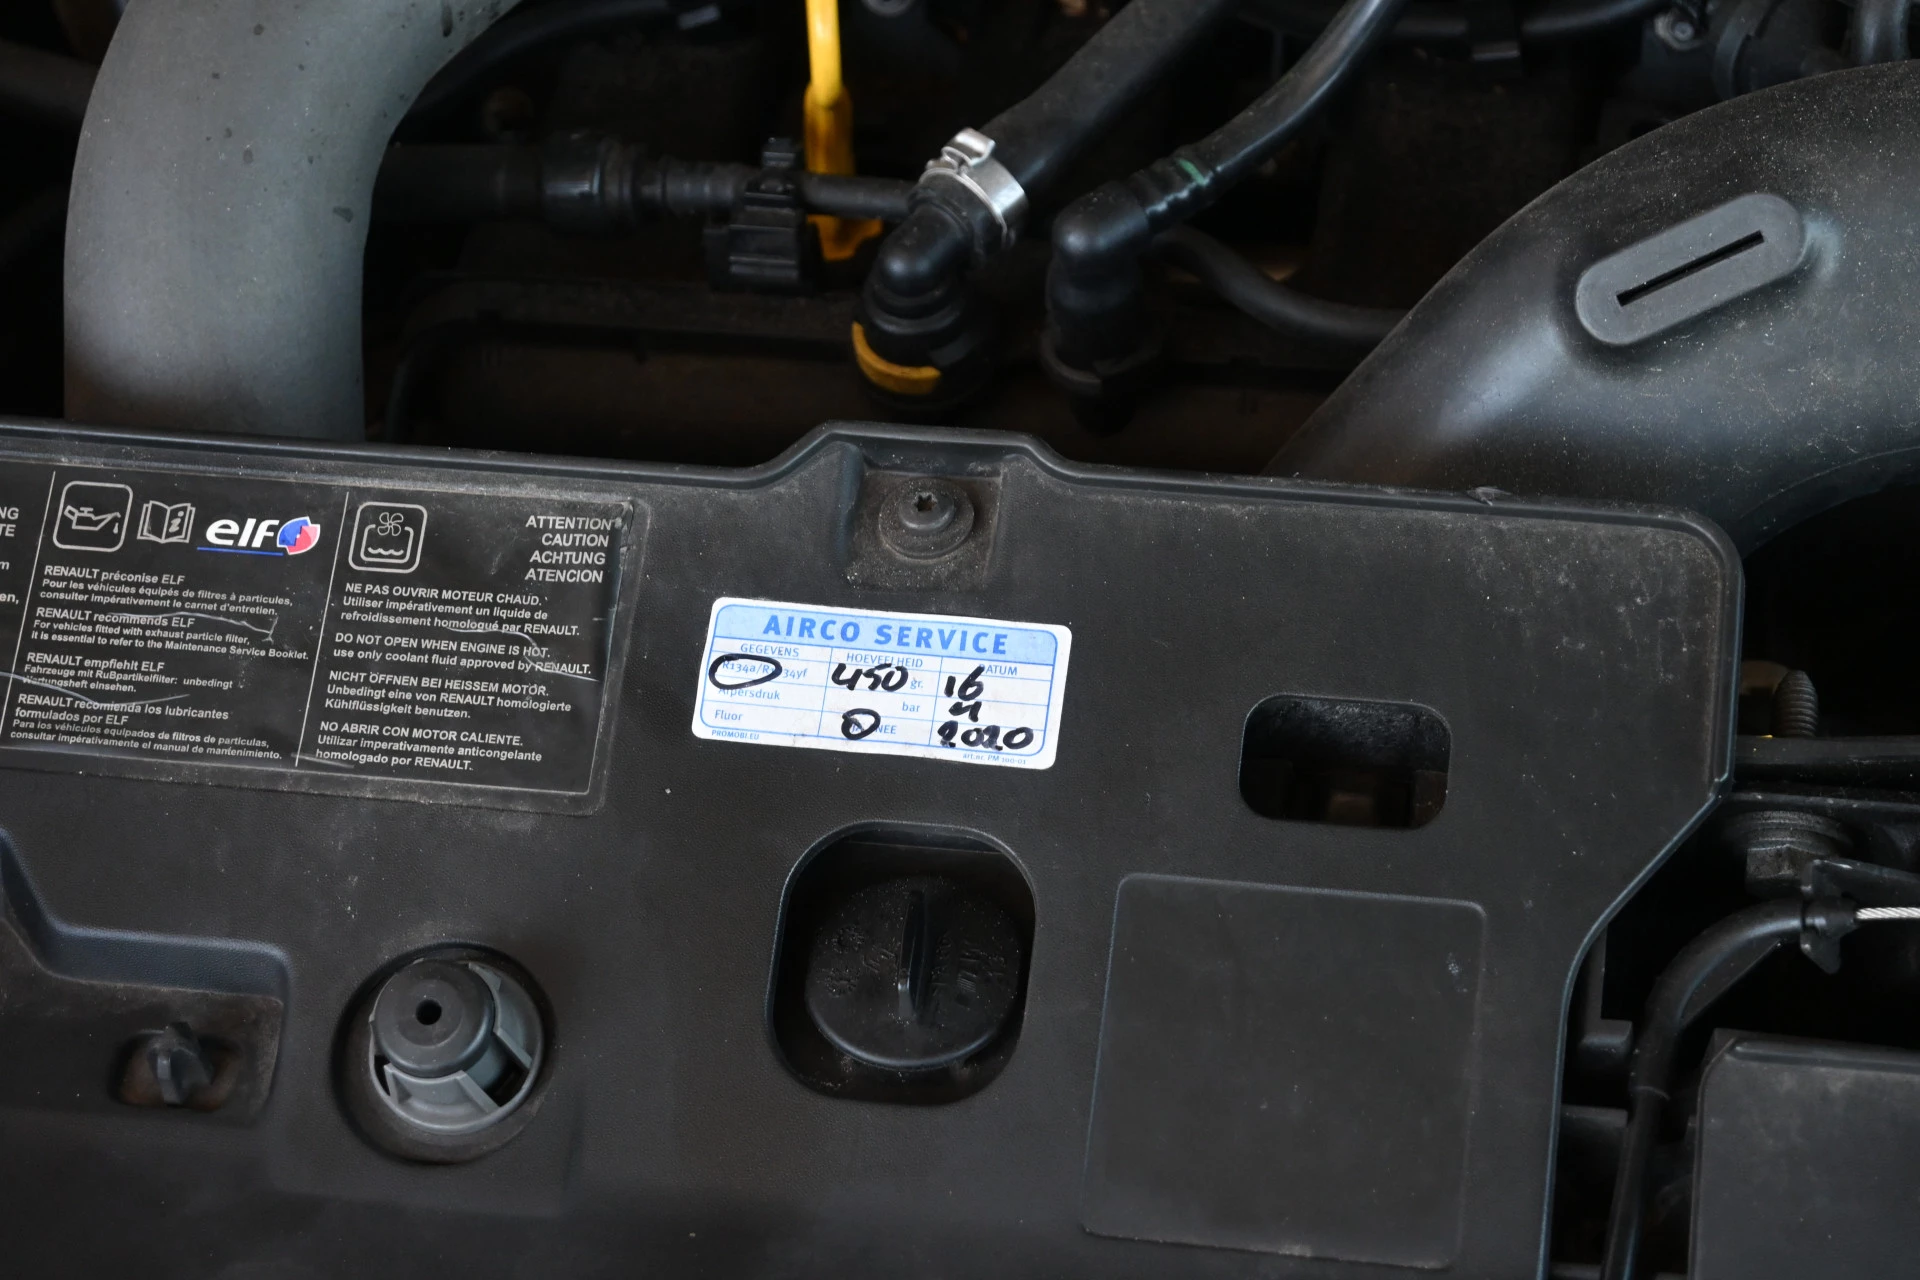 NG
TE
m
en,
elf
RENAULT préconise ELF
Pour les véhicules équipés de filtres à particules,
consulter impérativement le carnet d'entretien.
RENAULT recommends ELF
For vehicles fitted with exhaust particle filter,
it is essential to refer to the Maintenance Service Booklet.
RENAULT empfiehlt ELF
Fahrzeuge mit Rußpartikelfilter: unbedingt
Wartungsheft einsehen.
RENAULT recomienda los lubricantes
formulados por ELF
Para los vehículos equipados de filtros de partículas,
consultar impérativamente el manual de mantenimiento.
ATTENTION
CAUTION
ACHTUNG
ATENCION
NE PAS OUVRIR MOTEUR CHAUD.
Utiliser impérativement un liquide de
refroidissement homologué par RENAULT.
DO NOT OPEN WHEN ENGINE IS HOT.
use only coolant fluid approved by RENAULT.
NICHT ÖFFNEN BEI HEISSEM MOTOR.
Unbedingt eine von RENAULT homologierte
Kühlflüssigkeit benutzen.
NO ABRIR CON MOTOR CALIENTE.
Utilizar imperativamente anticongelante
homologado por RENAULT.
AIRCO SERVICE
GEGEVENS HOEVEELHEID DATUM
R134a/R1234yf 450 gr. 16
Afpersdruk bar 4
Fluor 2020
PROMOBI.EU